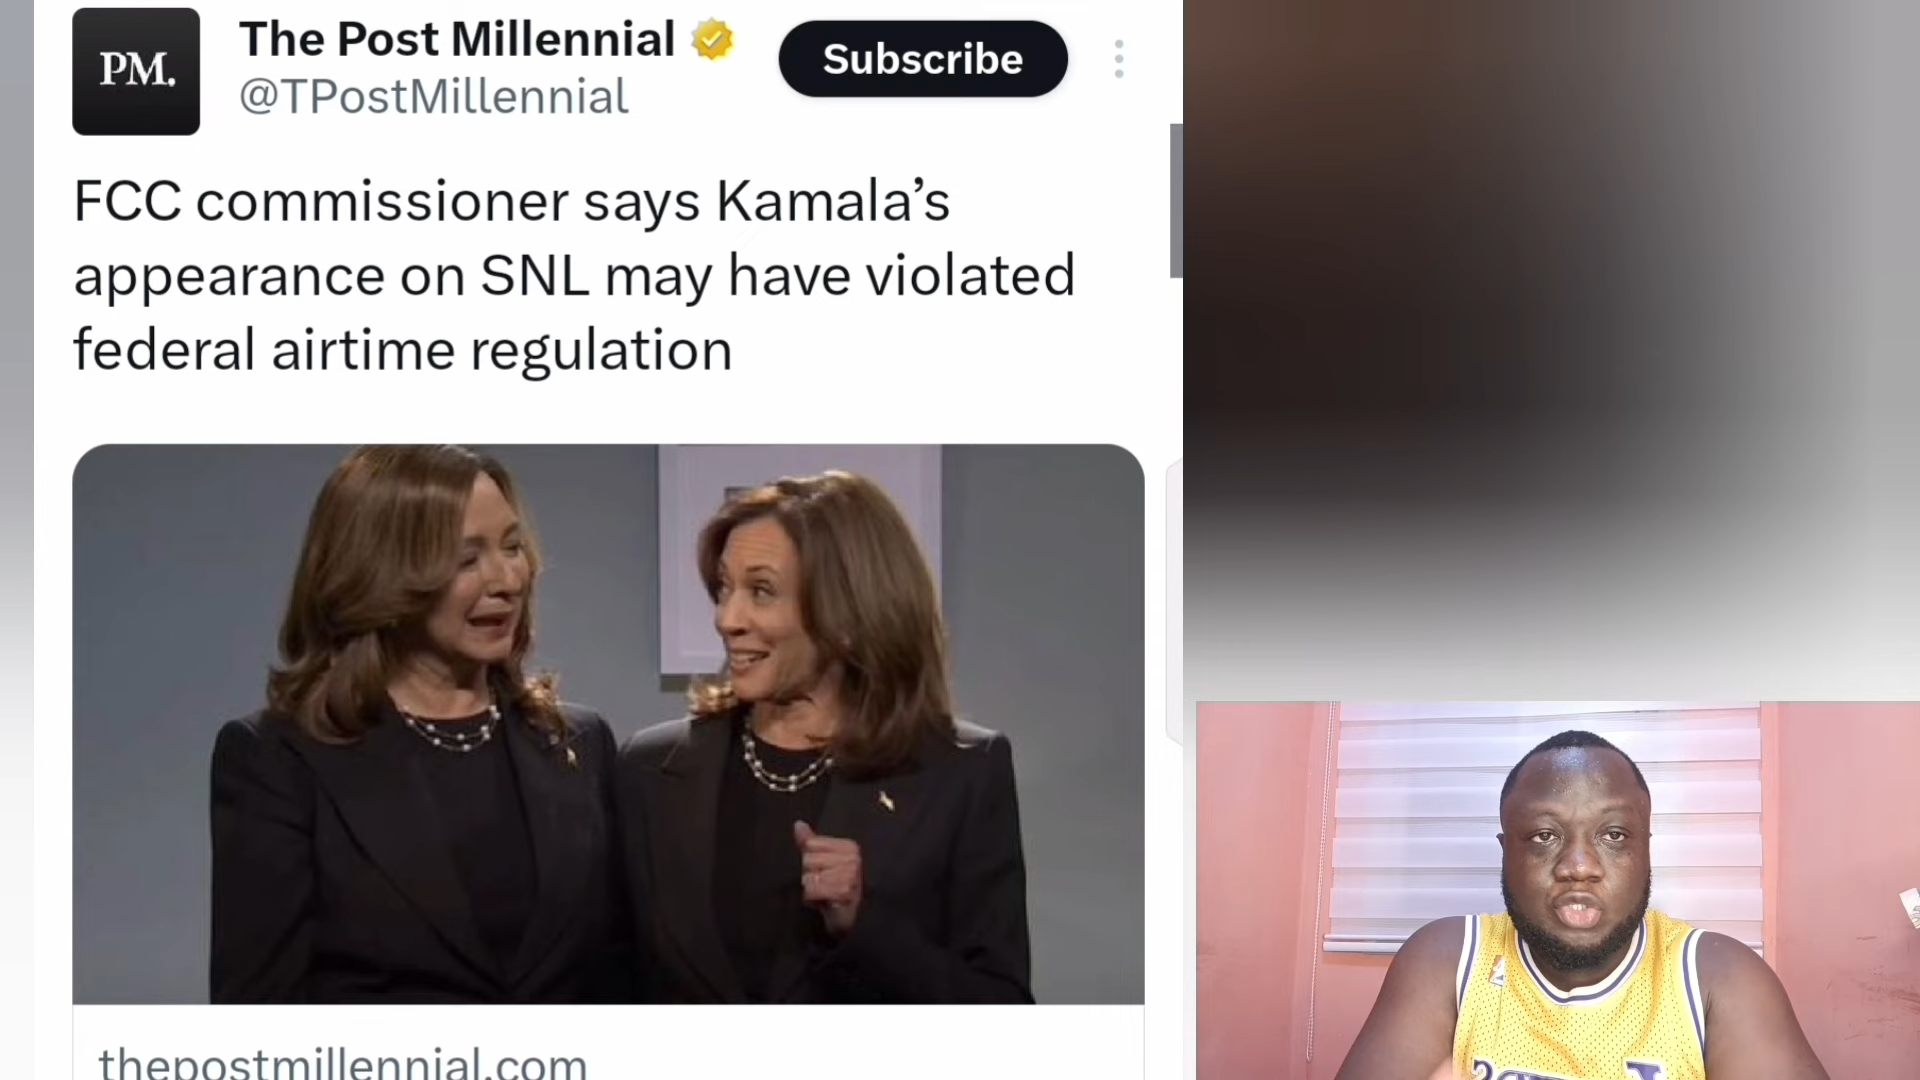 PM.
The Post Millennial
@TPostMillennial
Subscribe
FCC commissioner says Kamala’s
appearance on SNL may have violated
federal airtime regulation
thepostmillennial.com